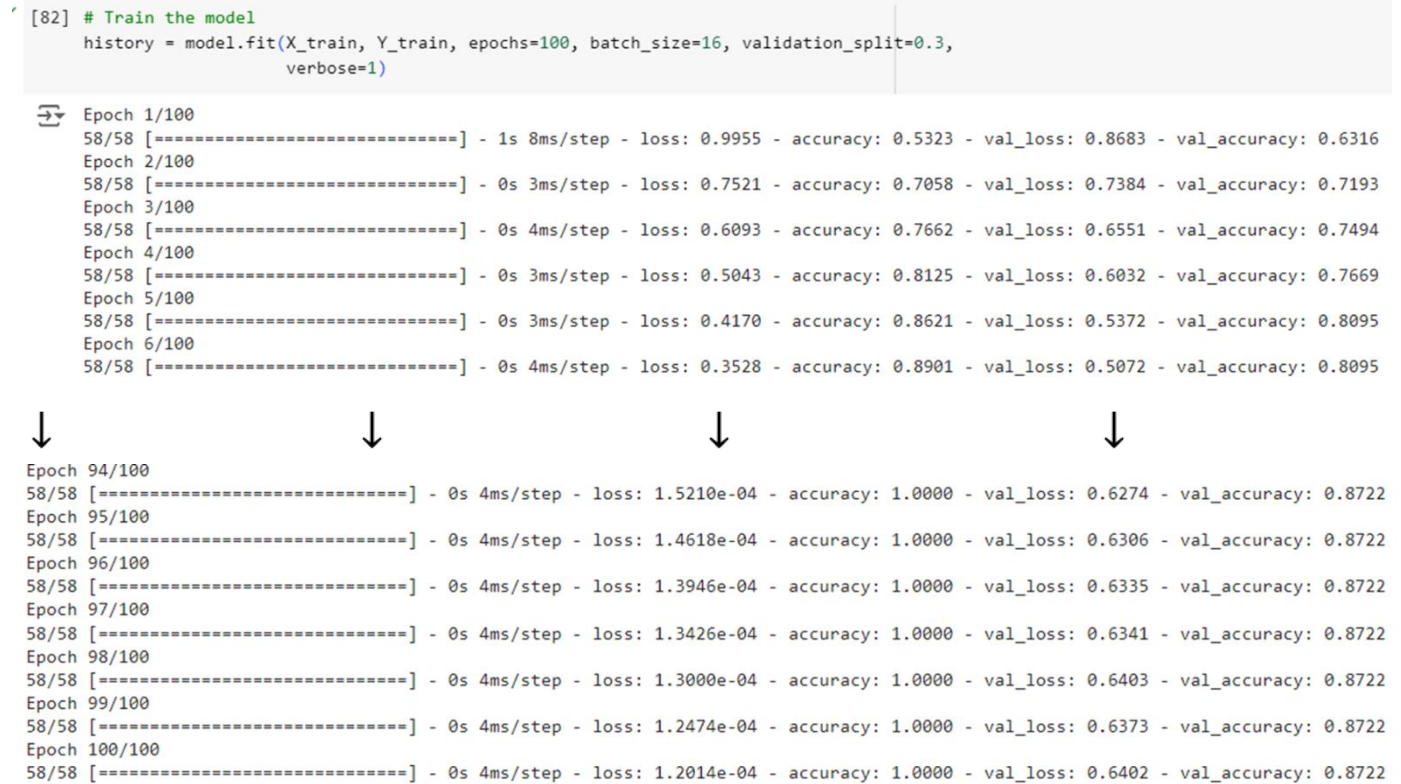 [82] # Train the model
history = model.fit(X_train, Y_train, epochs=100, batch_size=16, validation_split=0.3,
verbose=1)
Epoch 1/100
58/58 [==============================] - 1s 8ms/step - loss: 0.9955 - accuracy: 0.5323 - val_loss: 0.8683 - val_accuracy: 0.6316
Epoch 2/100
58/58 [==============================] - 0s 3ms/step - loss: 0.7521 - accuracy: 0.7058 - val_loss: 0.7384 - val_accuracy: 0.7193
Epoch 3/100
58/58 [==============================] - 0s 4ms/step - loss: 0.6093 - accuracy: 0.7662 - val_loss: 0.6551 - val_accuracy: 0.7494
Epoch 4/100
58/58 [==============================] - 0s 3ms/step - loss: 0.5043 - accuracy: 0.8125 - val_loss: 0.6032 - val_accuracy: 0.7669
Epoch 5/100
58/58 [==============================] - 0s 3ms/step - loss: 0.4170 - accuracy: 0.8621 - val_loss: 0.5372 - val_accuracy: 0.8095
Epoch 6/100
58/58 [==============================] - 0s 4ms/step - loss: 0.3528 - accuracy: 0.8901 - val_loss: 0.5072 - val_accuracy: 0.8095
↓ ↓ ↓ ↓
Epoch 94/100
58/58 [==============================] - 0s 4ms/step - loss: 1.5210e-04 - accuracy: 1.0000 - val_loss: 0.6274 - val_accuracy: 0.8722
Epoch 95/100
58/58 [==============================] - 0s 4ms/step - loss: 1.4618e-04 - accuracy: 1.0000 - val_loss: 0.6306 - val_accuracy: 0.8722
Epoch 96/100
58/58 [==============================] - 0s 4ms/step - loss: 1.3946e-04 - accuracy: 1.0000 - val_loss: 0.6335 - val_accuracy: 0.8722
Epoch 97/100
58/58 [==============================] - 0s 4ms/step - loss: 1.3426e-04 - accuracy: 1.0000 - val_loss: 0.6341 - val_accuracy: 0.8722
Epoch 98/100
58/58 [==============================] - 0s 4ms/step - loss: 1.3000e-04 - accuracy: 1.0000 - val_loss: 0.6403 - val_accuracy: 0.8722
Epoch 99/100
58/58 [==============================] - 0s 4ms/step - loss: 1.2474e-04 - accuracy: 1.0000 - val_loss: 0.6373 - val_accuracy: 0.8722
Epoch 100/100
58/58 [==============================] - 0s 4ms/step - loss: 1.2014e-04 - accuracy: 1.0000 - val_loss: 0.6402 - val_accuracy: 0.8722